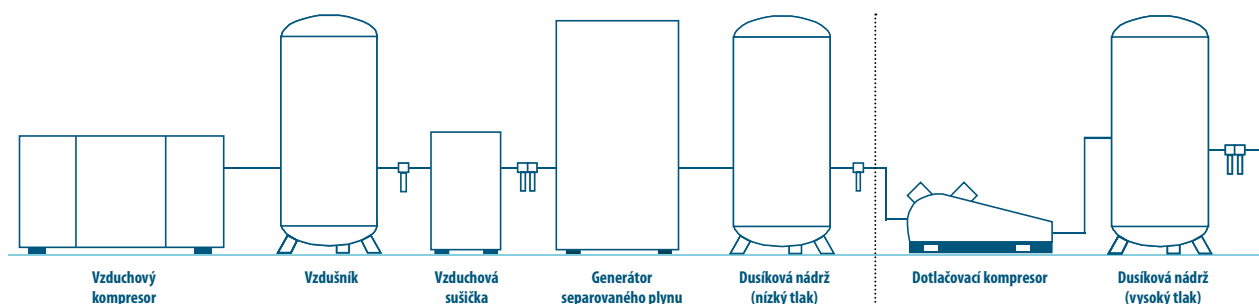 Vzduchový
kompresor
Vzdušník
Vzduchová
sušička
Generátor
separovaného plynu
Dusíková nádrž
(nízký tlak)
Dotlačovací kompresor
Dusíková nádrž
(vysoký tlak)